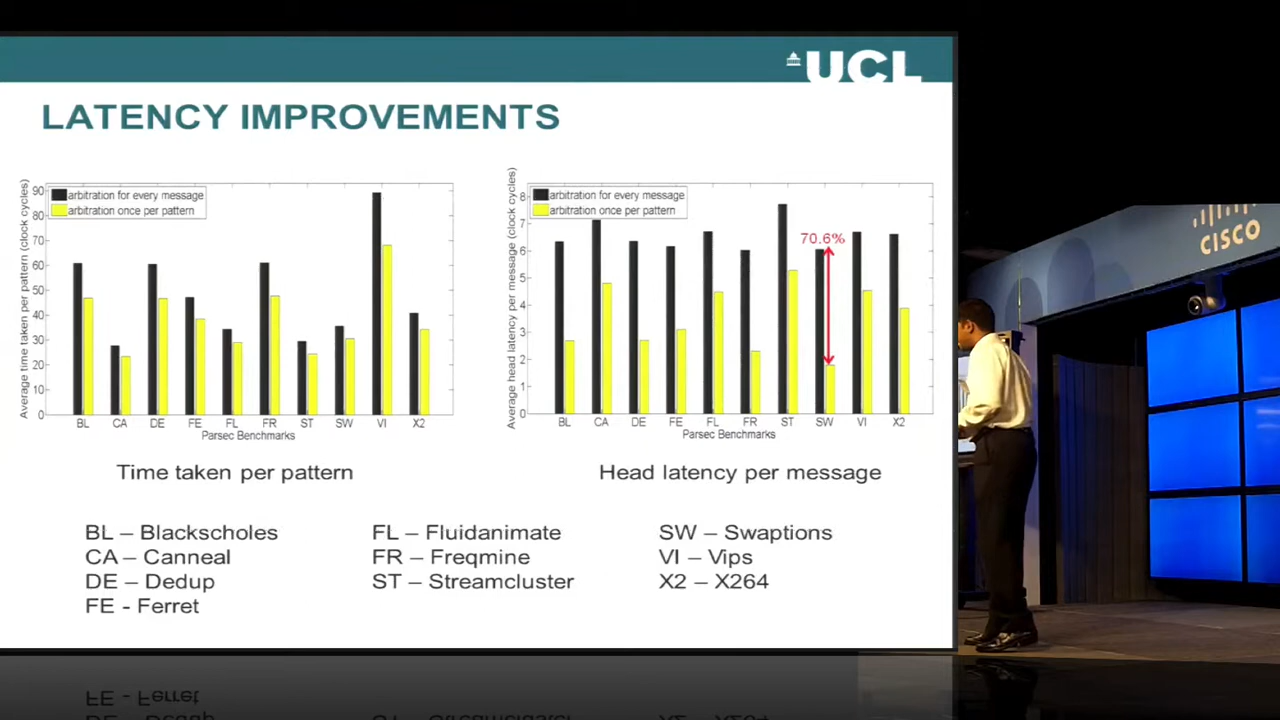 UCL
LATENCY IMPROVEMENTS
Average time taken per pattern (clock cycles)
90
80
70
60
50
40
30
20
10
0
arbitration for every message
arbitration once per pattern
BL CA DE FE FL FR ST SW VI X2
Parsec Benchmarks
Time taken per pattern
Average head latency per message (clock cycles)
8
7
6
5
4
3
2
1
0
arbitration for every message
arbitration once per pattern
70.6%
BL CA DE FE FL FR ST SW VI X2
Parsec Benchmarks
Head latency per message
BL – Blackscholes
CA – Canneal
DE – Dedup
FE - Ferret
FL – Fluidanimate
FR – Freqmine
ST – Streamcluster
SW – Swaptions
VI – Vips
X2 – X264
CISCO